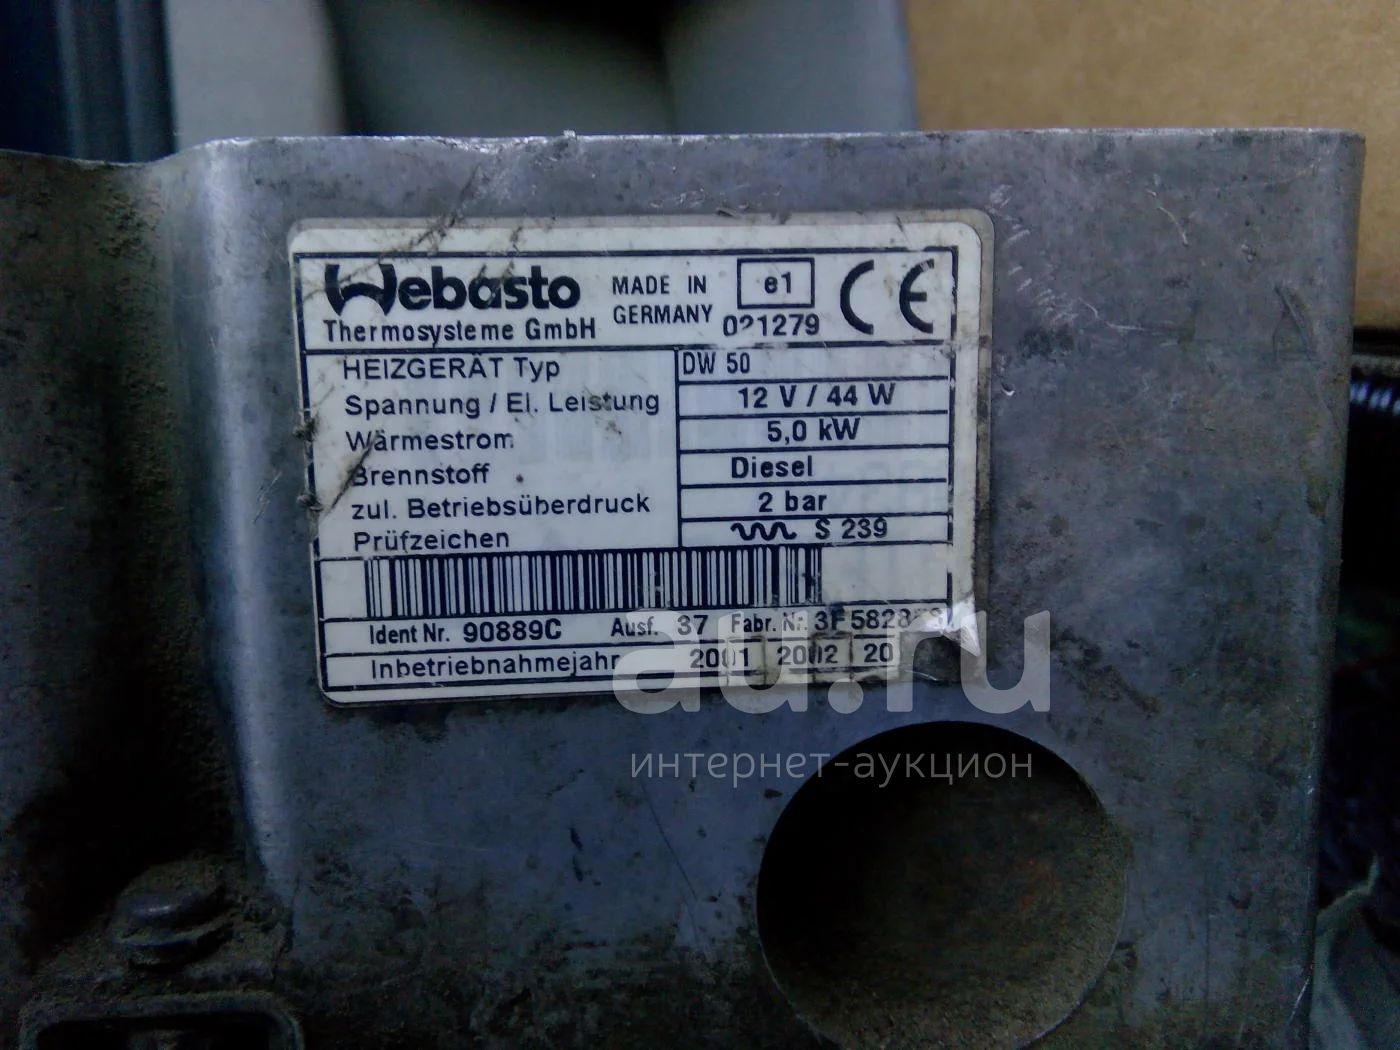 Webasto MADE IN e1 CE
Thermosysteme GmbH GERMANY 021279
HEIZGERÄT Typ DW 50
Spannung / El. Leistung 12 V / 44 W
Wärmestrom 5,0 kW
Brennstoff Diesel
zul. Betriebsüberdruck 2 bar
Prüfzeichen S 239
Ident Nr. 90889C Ausf. 37 Fabr. Nr.
Inbetriebnahmejahr 2001 2002 20
au.ru
интернет-аукцион